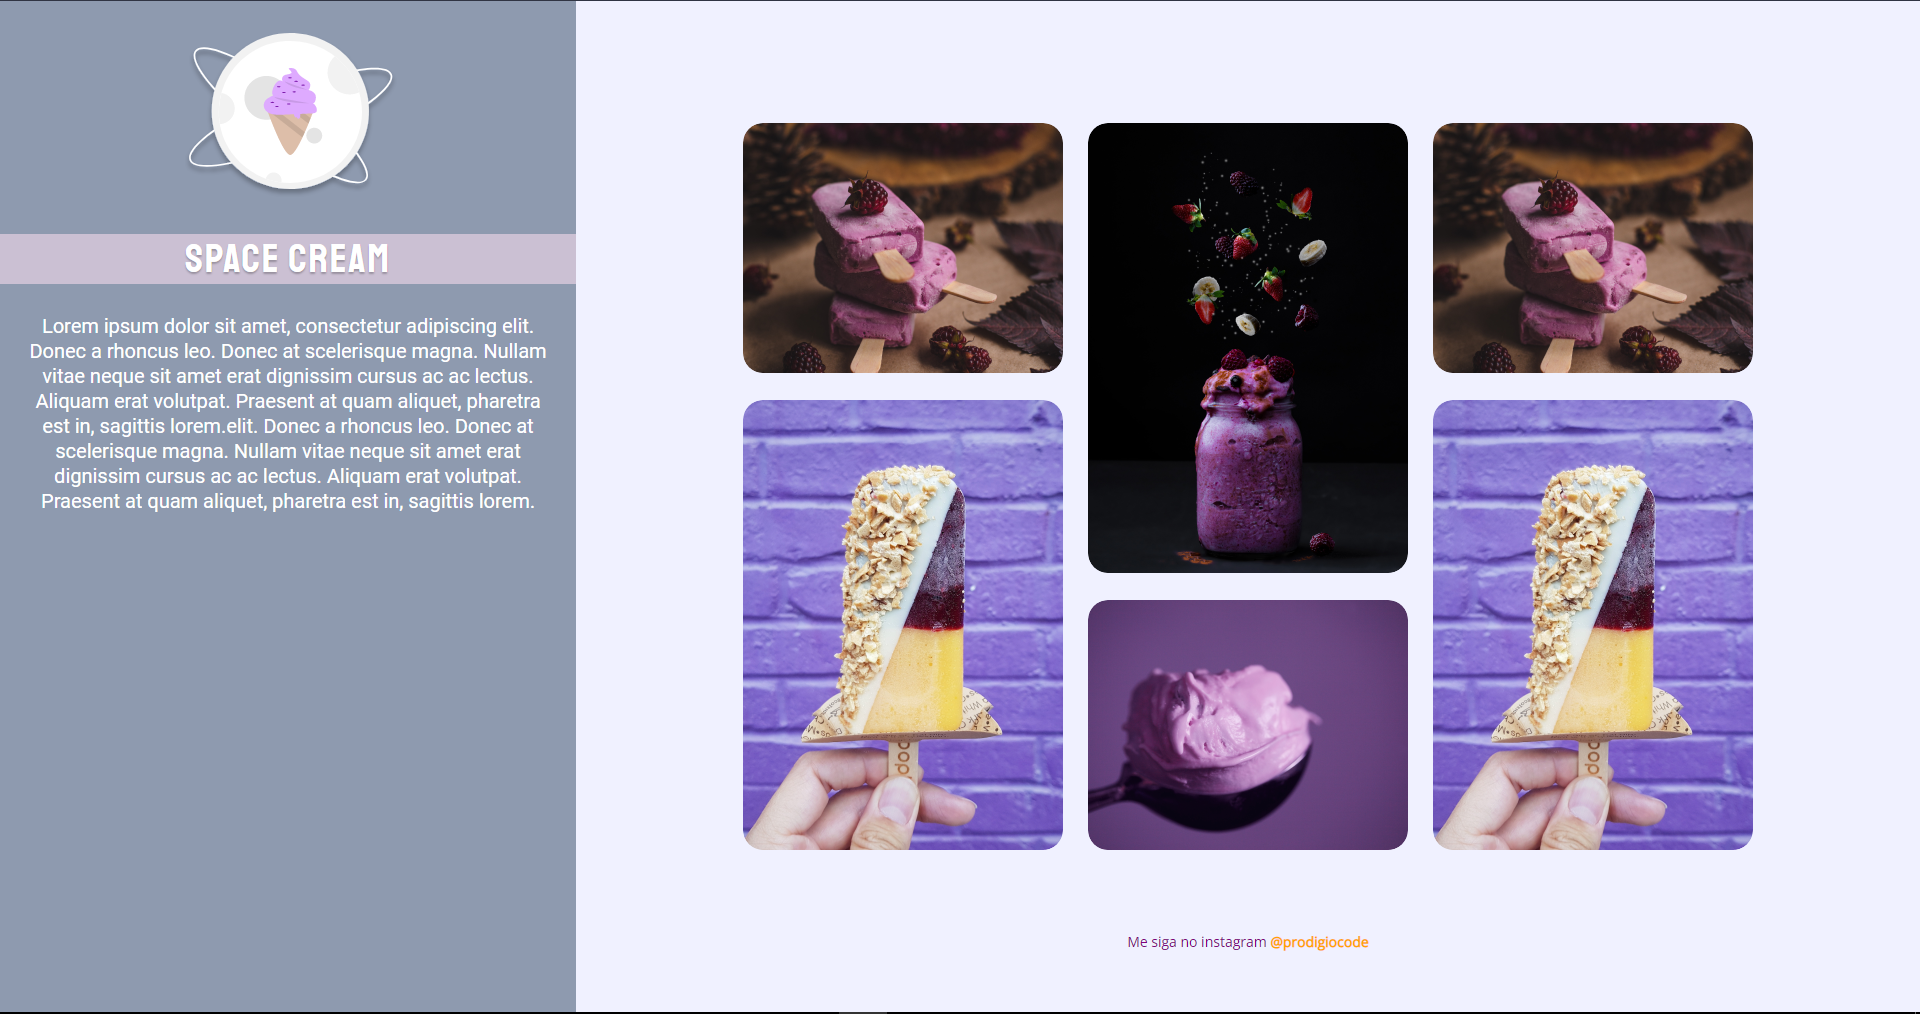 SPACE CREAM
Lorem ipsum dolor sit amet, consectetur adipiscing elit.
Donec a rhoncus leo. Donec at scelerisque magna. Nullam
vitae neque sit amet erat dignissim cursus ac ac lectus.
Aliquam erat volutpat. Praesent at quam aliquet, pharetra
est in, sagittis lorem.elit. Donec a rhoncus leo. Donec at
scelerisque magna. Nullam vitae neque sit amet erat
dignissim cursus ac ac lectus. Aliquam erat volutpat.
Praesent at quam aliquet, pharetra est in, sagittis lorem.
Me siga no instagram @prodigiocode